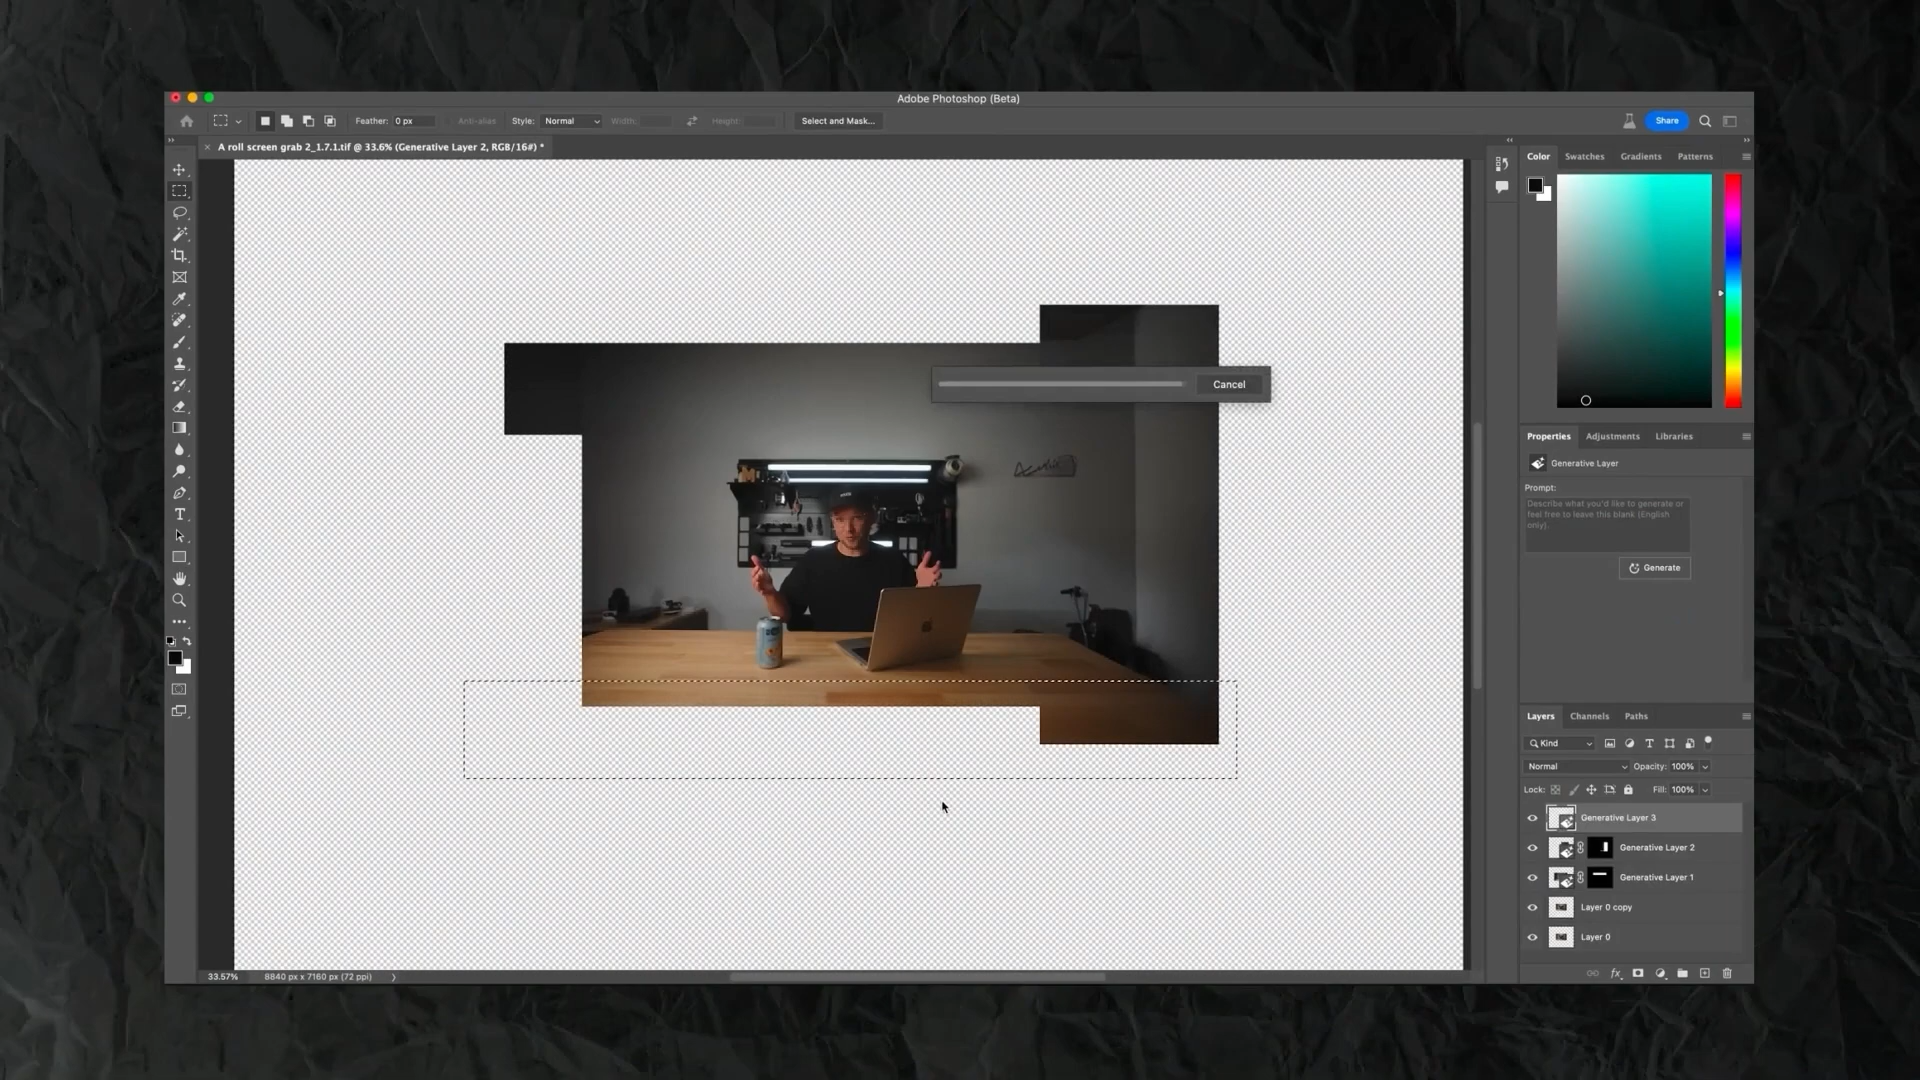 Adobe Photoshop (Beta)
Feather: 0 px
Anti-alias
Style: Normal
Width:
Height:
Select and Mask...
Share
A roll screen grab 2_1.7.1.tif @ 33.6% (Generative Layer 2, RGB/16#) *
Color Swatches Gradients Patterns
Cancel
Properties Adjustments Libraries
Generative Layer
Prompt:
Describe what you'd like to generate or
feel free to leave this blank (English
only).
Generate
Layers Channels Paths
Kind
Normal Opacity: 100%
Lock: Fill: 100%
Generative Layer 3
Generative Layer 2
Generative Layer 1
Layer 0 copy
Layer 0
fx
33.57% 8840 px x 7160 px (72 ppi)